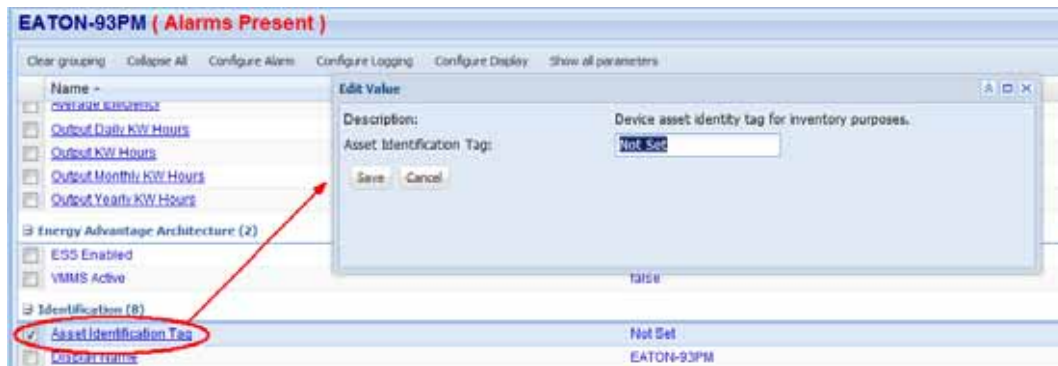 EATON-93PM ( Alarms Present )
Clear grouping Collapse All Configure Alarm Configure Logging Configure Display Show all parameters
Name
Edit Value
Average
Description: Device asset identity tag for inventory purposes.
Output Daily KW Hours
Asset Identification Tag: Not Set
Output KW Hours
Save Cancel
Output Monthly KW Hours
Output Yearly KW Hours
Energy Advantage Architecture (2)
ESS Enabled
VMMS Active false
Identification (8)
Asset Identification Tag Not Set
Display Name EATON-93PM